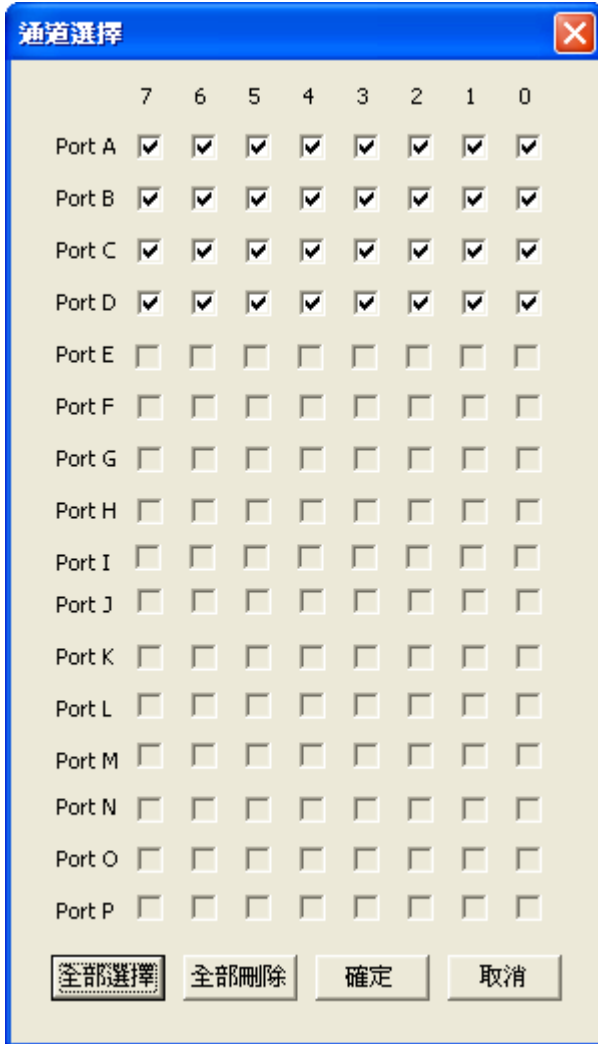 通道選擇
7 6 5 4 3 2 1 0
Port A
Port B
Port C
Port D
Port E
Port F
Port G
Port H
Port I
Port J
Port K
Port L
Port M
Port N
Port O
Port P
全部選擇 全部刪除 確定 取消